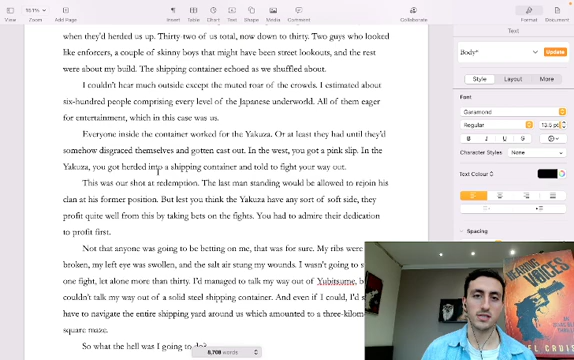 101%
View Zoom Add Page Insert Table Chart Text Shape Media Comment Collaborate Format Document
when they'd herded us up. Thirty-two of us total, now down to thirty. Two guys who looked
like enforcers, a couple of skinny boys that might have been street lookouts, and the rest
were about my build. The shipping container echoed as we shuffled about.
I couldn't hear much outside except the muted roar of the crowds. I estimated about
six-hundred people comprising every level of the Japanese underworld. All of them eager
for entertainment, which in this case was us.
Everyone inside the container worked for the Yakuza. Or at least they had until they'd
somehow disgraced themselves and gotten cast out. In the west, you got a pink slip. In the
Yakuza, you got herded into a shipping container and told to fight your way out.
This was our shot at redemption. The last man standing would be allowed to rejoin his
clan at his former position. But lest you think the Yakuza have any sort of soft side, they
profit quite well from this by taking bets on the fights. You had to admire their dedication
to profit first.
Not that anyone was going to be betting on me, that was for sure. My ribs were
broken, my left eye was swollen, and the salt air stung my wounds. I wasn't going to
one fight, let alone more than thirty. I'd managed to talk my way out of Yubitsume, b
couldn't talk my way out of a solid steel shipping container. And even if I could, I'd
have to navigate the entire shipping yard around us which amounted to a three-kilom
square maze.
So what the hell was I going to do?
8,708 words
Text
Body*
Update
Style Layout More
Font
Garamond
Regular 13.5 pt
B I U S
Character Styles None
Text Colour
Spacing
HEARING
VOICES
EL CRUIS